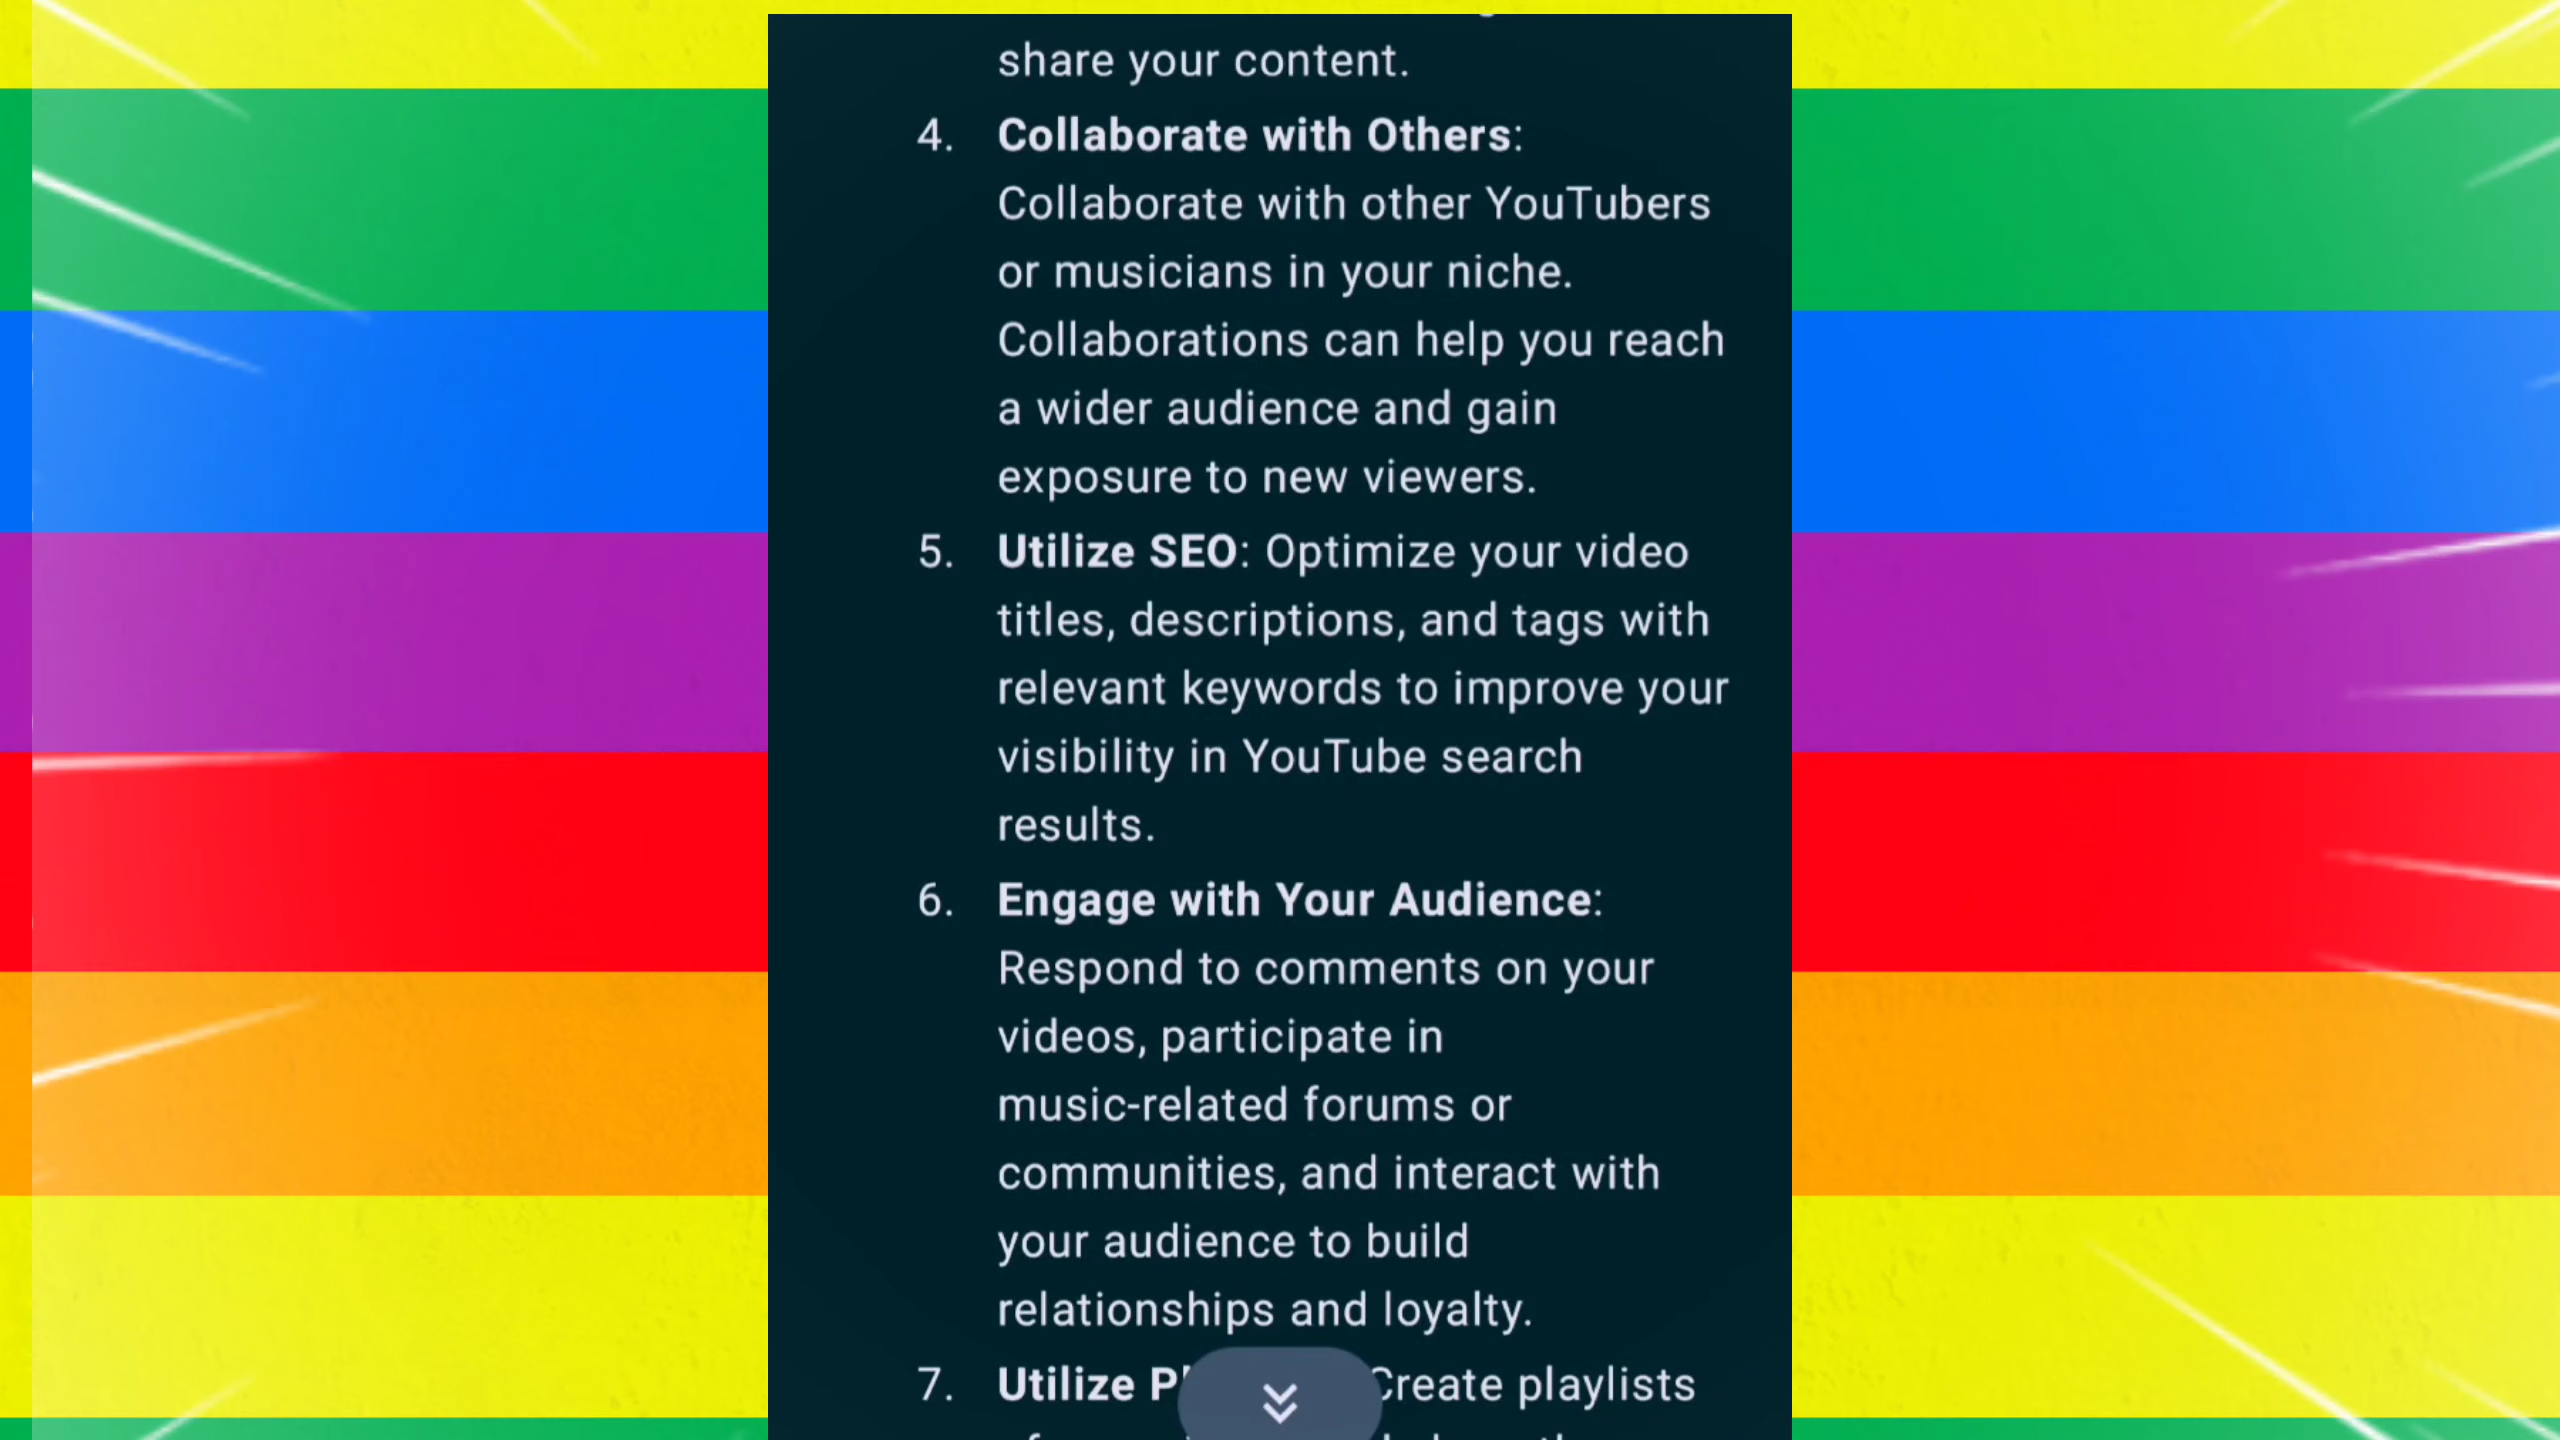 share your content.
4. Collaborate with Others:
Collaborate with other YouTubers
or musicians in your niche.
Collaborations can help you reach
a wider audience and gain
exposure to new viewers.
5. Utilize SEO: Optimize your video
titles, descriptions, and tags with
relevant keywords to improve your
visibility in YouTube search
results.
6. Engage with Your Audience:
Respond to comments on your
videos, participate in
music-related forums or
communities, and interact with
your audience to build
relationships and loyalty.
7. Utilize Create playlists